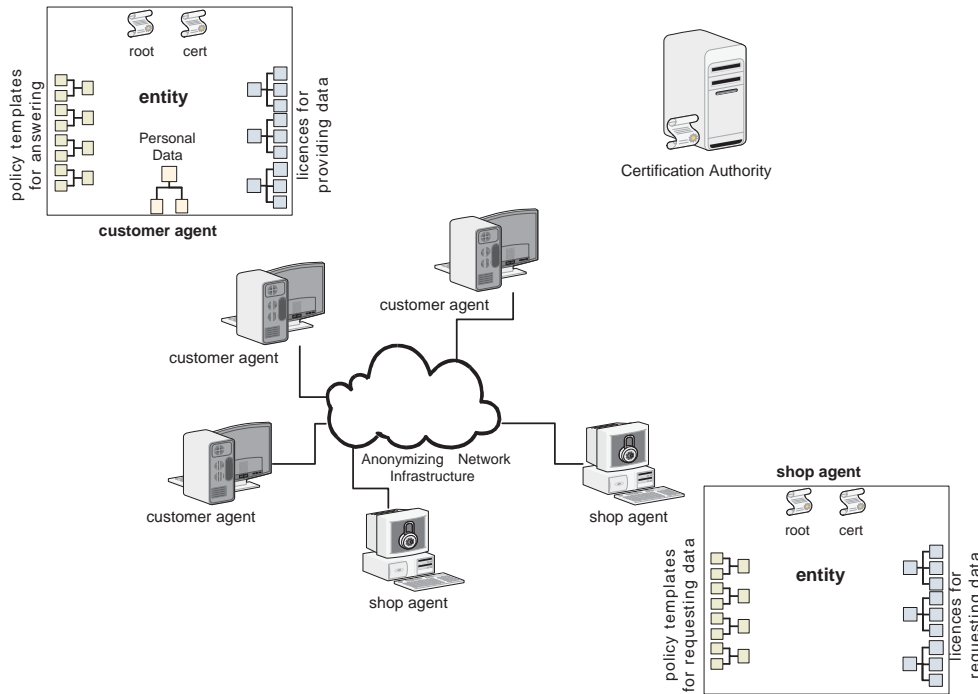 root
cert
entity
Personal
Data
policy templates
for answering
licences for
providing data
customer agent
Certification Authority
customer agent
customer agent
customer agent
Anonymizing Network
Infrastructure
shop agent
shop agent
shop agent
root
cert
entity
policy templates
for requesting data
licences for
requesting data